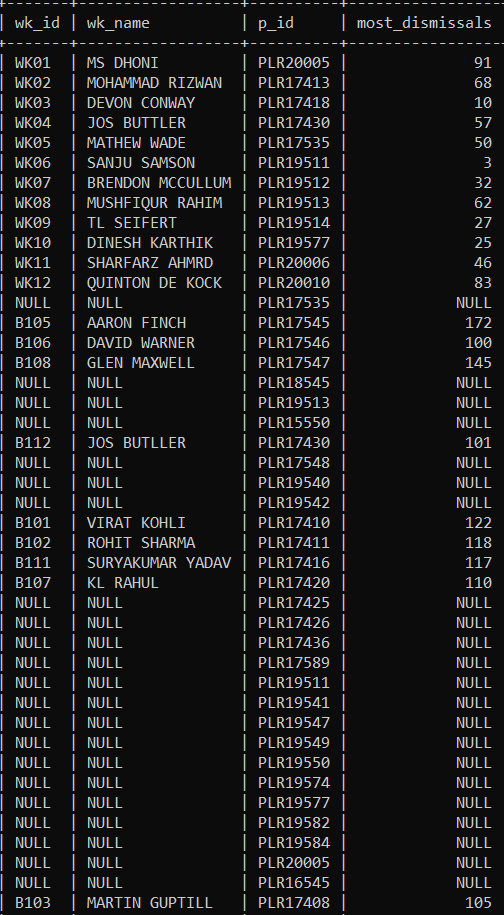 | wk_id | wk_name | p_id | most_dismissals
| WK01 | MS DHONI | PLR20005 | 91
| WK02 | MOHAMMAD RIZWAN | PLR17413 | 68
| WK03 | DEVON CONWAY | PLR17418 | 10
| WK04 | JOS BUTTLER | PLR17430 | 57
| WK05 | MATHEW WADE | PLR17535 | 50
| WK06 | SANJU SAMSON | PLR19511 | 3
| WK07 | BRENDON MCCULLUM | PLR19512 | 32
| WK08 | MUSHFIQUR RAHIM | PLR19513 | 62
| WK09 | TL SEIFERT | PLR19514 | 27
| WK10 | DINESH KARTHIK | PLR19577 | 25
| WK11 | SHARFARZ AHMRD | PLR20006 | 46
| WK12 | QUINTON DE KOCK | PLR20010 | 83
| NULL | NULL | PLR17535 | NULL
| B105 | AARON FINCH | PLR17545 | 172
| B106 | DAVID WARNER | PLR17546 | 100
| B108 | GLEN MAXWELL | PLR17547 | 145
| NULL | NULL | PLR18545 | NULL
| NULL | NULL | PLR19513 | NULL
| NULL | NULL | PLR15550 | NULL
| B112 | JOS BUTLLER | PLR17430 | 101
| NULL | NULL | PLR17548 | NULL
| NULL | NULL | PLR19540 | NULL
| NULL | NULL | PLR19542 | NULL
| B101 | VIRAT KOHLI | PLR17410 | 122
| B102 | ROHIT SHARMA | PLR17411 | 118
| B111 | SURYAKUMAR YADAV | PLR17416 | 117
| B107 | KL RAHUL | PLR17420 | 110
| NULL | NULL | PLR17425 | NULL
| NULL | NULL | PLR17426 | NULL
| NULL | NULL | PLR17436 | NULL
| NULL | NULL | PLR17589 | NULL
| NULL | NULL | PLR19511 | NULL
| NULL | NULL | PLR19541 | NULL
| NULL | NULL | PLR19547 | NULL
| NULL | NULL | PLR19549 | NULL
| NULL | NULL | PLR19550 | NULL
| NULL | NULL | PLR19574 | NULL
| NULL | NULL | PLR19577 | NULL
| NULL | NULL | PLR19582 | NULL
| NULL | NULL | PLR19584 | NULL
| NULL | NULL | PLR20005 | NULL
| NULL | NULL | PLR16545 | NULL
| B103 | MARTIN GUPTILL | PLR17408 | 105